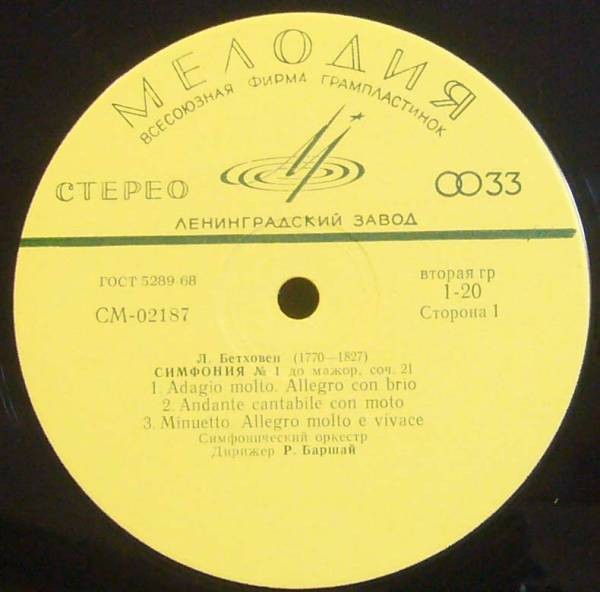 МЕЛОДИЯ
ВСЕСОЮЗНАЯ ФИРМА ГРАМПЛАСТИНОК
СТЕРЕО
33
ЛЕНИНГРАДСКИЙ ЗАВОД
ГОСТ 5289-68
вторая гр
СМ-02187
1-20
Сторона 1
Л. Бетховен (1770—1827)
СИМФОНИЯ № 1 до мажор, соч. 21
1. Adagio molto. Allegro con brio
2. Andante cantabile con moto
3. Minuetto. Allegro molto e vivace
Симфонический оркестр
Дирижер Р. Баршай